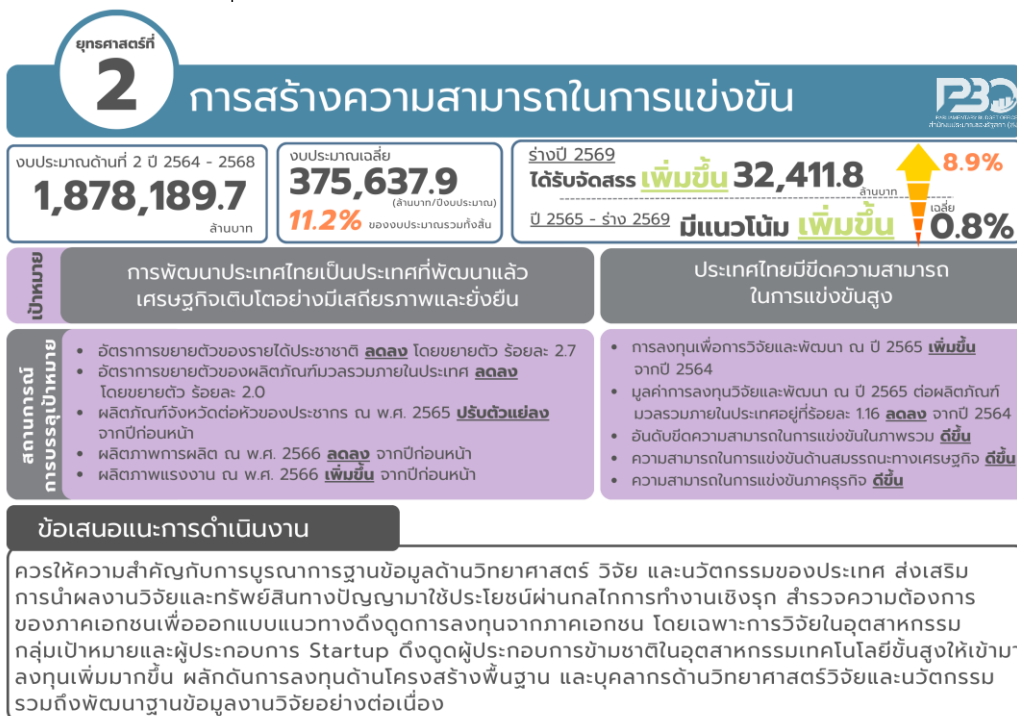 ยุทธศาสตร์ที่
2
การสร้างความสามารถในการแข่งขัน
PBO
PARLIAMENTARY BUDGET OFFICE
งบประมาณด้านที่ 2 ปี 2564 - 2568
1,878,189.7
ล้านบาท
งบประมาณเฉลี่ย
375,637.9
(ล้านบาท/ปีงบประมาณ)
11.2% ของงบประมาณรวมทั้งสิ้น
ร่างปี 2569
ได้รับจัดสรร เพิ่มขึ้น 32,411.8 ล้านบาท
8.9%
ปี 2565 - ร่าง 2569 มีแนวโน้ม เพิ่มขึ้น
เฉลี่ย
0.8%
เป้าหมาย
การพัฒนาประเทศไทยเป็นประเทศที่พัฒนาแล้ว
เศรษฐกิจเติบโตอย่างมีเสถียรภาพและยั่งยืน
ประเทศไทยมีขีดความสามารถ
ในการแข่งขันสูง
สถานการณ์
การบรรลุเป้าหมาย
• อัตราการขยายตัวของรายได้ประชาชาติ ลดลง โดยขยายตัว ร้อยละ 2.7
• อัตราการขยายตัวของผลิตภัณฑ์มวลรวมภายในประเทศ ลดลง
โดยขยายตัว ร้อยละ 2.0
• ผลิตภัณฑ์จังหวัดต่อหัวของประชากร ณ พ.ศ. 2565 ปรับตัวแย่ลง
จากปีก่อนหน้า
• ผลิตภาพการผลิต ณ พ.ศ. 2566 ลดลง จากปีก่อนหน้า
• ผลิตภาพแรงงาน ณ พ.ศ. 2566 เพิ่มขึ้น จากปีก่อนหน้า
• การลงทุนเพื่อการวิจัยและพัฒนา ณ ปี 2565 เพิ่มขึ้น
จากปี 2564
• มูลค่าการลงทุนวิจัยและพัฒนา ณ ปี 2565 ต่อผลิตภัณฑ์
มวลรวมภายในประเทศอยู่ที่ร้อยละ 1.16 ลดลง จากปี 2564
• อันดับขีดความสามารถในการแข่งขันในภาพรวม ดีขึ้น
• ความสามารถในการแข่งขันด้านสมรรถนะทางเศรษฐกิจ ดีขึ้น
• ความสามารถในการแข่งขันภาคธุรกิจ ดีขึ้น
ข้อเสนอแนะการดำเนินงาน
ควรให้ความสำคัญกับการบูรณาการฐานข้อมูลด้านวิทยาศาสตร์ วิจัย และนวัตกรรมของประเทศ ส่งเสริม
การนำผลงานวิจัยและทรัพย์สินทางปัญญามาใช้ประโยชน์ผ่านกลไกการทำงานเชิงรุก สำรวจความต้องการ
ของภาคเอกชนเพื่อออกแบบแนวทางดึงดูดการลงทุนจากภาคเอกชน โดยเฉพาะการวิจัยในอุตสาหกรรม
กลุ่มเป้าหมายและผู้ประกอบการ Startup ดึงดูดผู้ประกอบการข้ามชาติในอุตสาหกรรมเทคโนโลยีขั้นสูงให้เข้ามา
ลงทุนเพิ่มมากขึ้น ผลักดันการลงทุนด้านโครงสร้างพื้นฐาน และบุคลากรด้านวิทยาศาสตร์วิจัยและนวัตกรรม
รวมถึงพัฒนาฐานข้อมูลงานวิจัยอย่างต่อเนื่อง